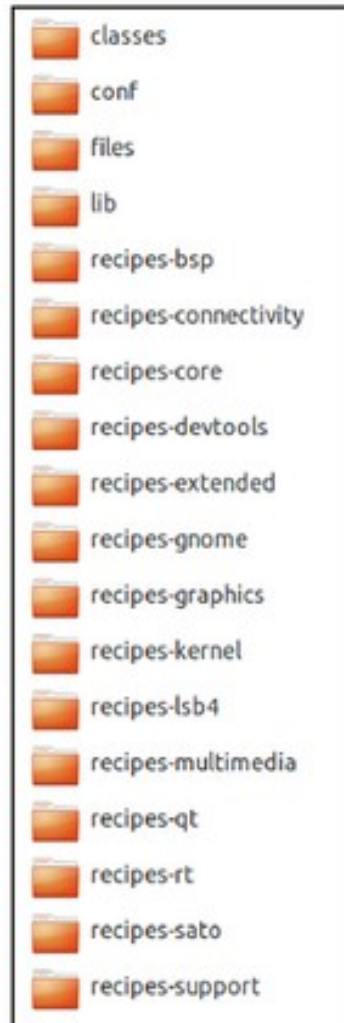 classes
conf
files
lib
recipes-bsp
recipes-connectivity
recipes-core
recipes-devtools
recipes-extended
recipes-gnome
recipes-graphics
recipes-kernel
recipes-lsb4
recipes-multimedia
recipes-qt
recipes-rt
recipes-sato
recipes-support